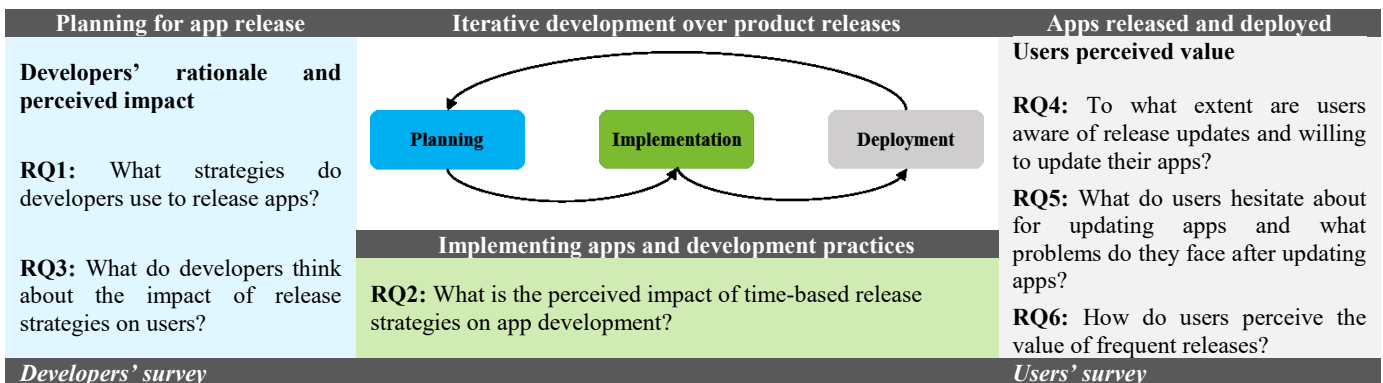 Planning for app release
Developers’ rationale and
perceived impact
RQ1: What strategies do
developers use to release apps?
RQ3: What do developers think
about the impact of release
strategies on users?
Iterative development over product releases
Planning
Implementation
Deployment
Implementing apps and development practices
RQ2: What is the perceived impact of time-based release
strategies on app development?
Apps released and deployed
Users perceived value
RQ4: To what extent are users
aware of release updates and willing
to update their apps?
RQ5: What do users hesitate about
for updating apps and what
problems do they face after updating
apps?
RQ6: How do users perceive the
value of frequent releases?
Developers’ survey
Users’ survey